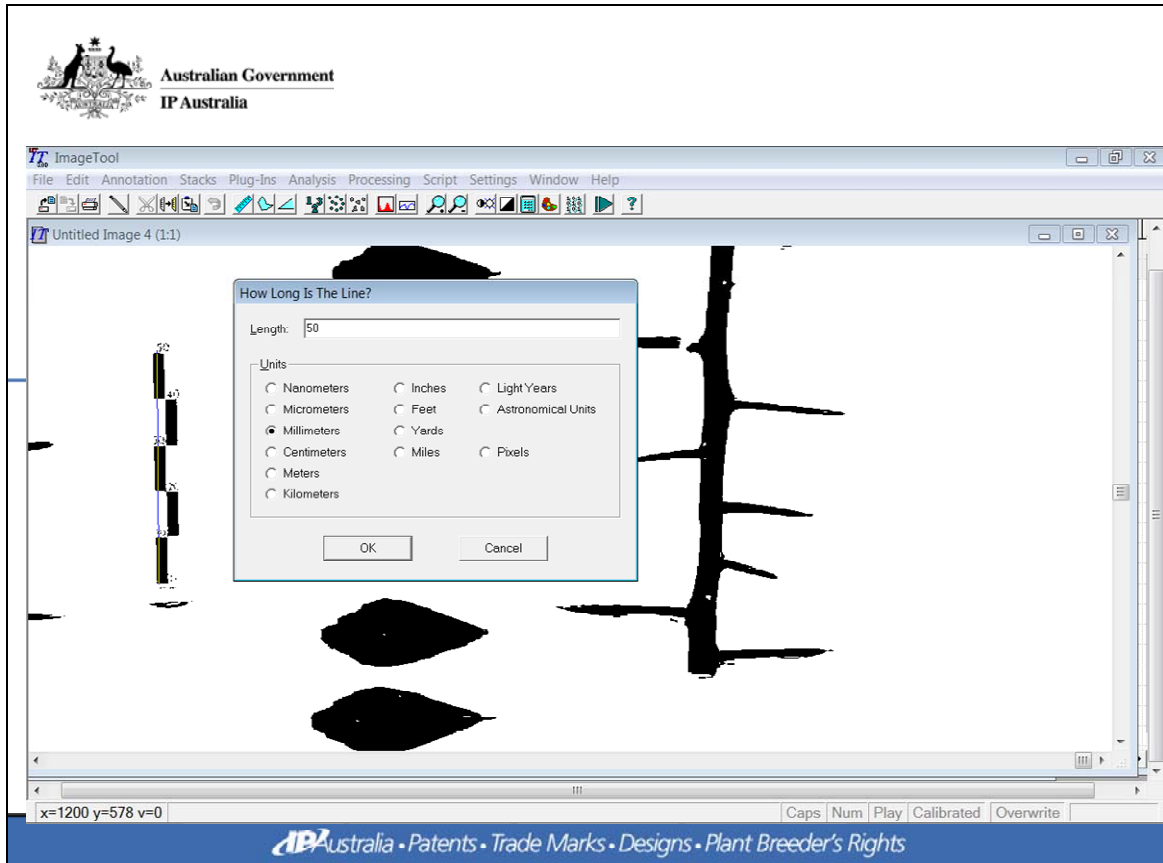 Australian Government
IP Australia
ImageTool
File Edit Annotation Stacks Plug-Ins Analysis Processing Script Settings Window Help
Untitled Image 4 (1:1)
How Long Is The Line?
Length: 50
Units
Nanometers Inches Light Years
Micrometers Feet Astronomical Units
Millimeters Yards
Centimeters Miles Pixels
Meters
Kilometers
OK Cancel
50
40
x=1200 y=578 v=0 Caps Num Play Calibrated Overwrite
IP Australia • Patents • Trade Marks • Designs • Plant Breeder's Rights